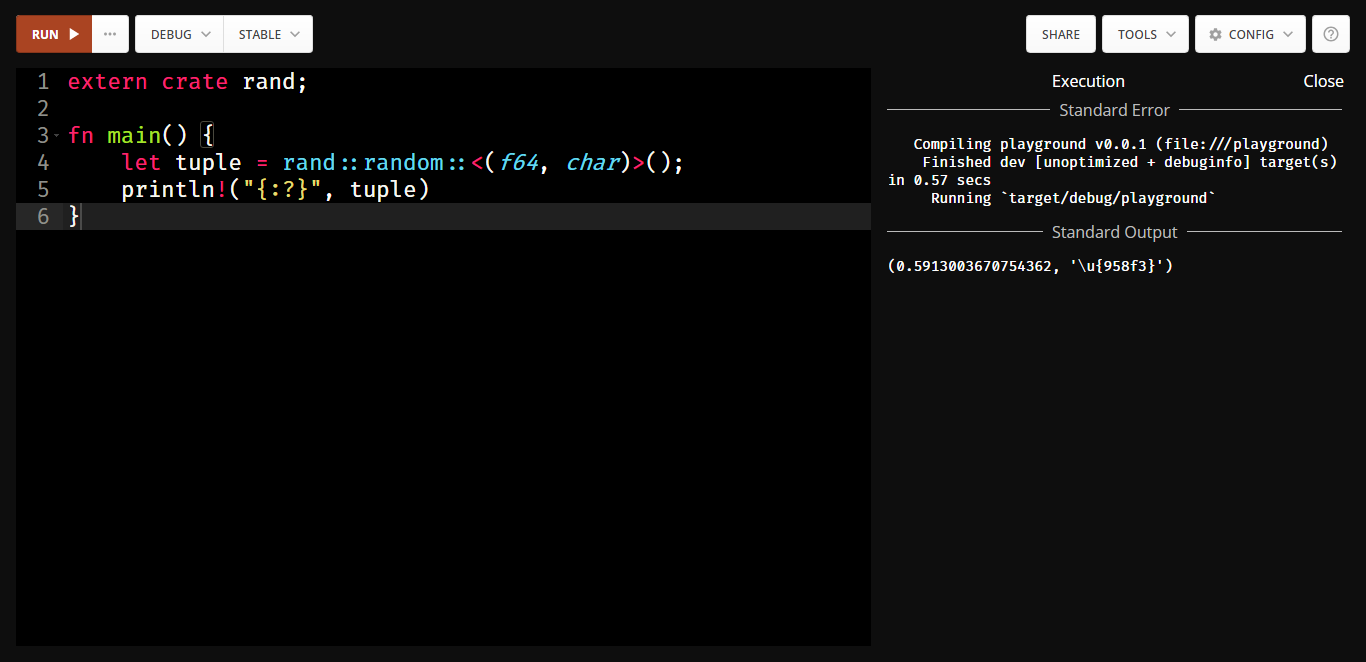 RUN ··· DEBUG STABLE SHARE TOOLS CONFIG ?
1 extern crate rand;
2
3 fn main() {
4     let tuple = rand::random::<(f64, char)>();
5     println!("{:?}", tuple)
6 }
Execution Close
Standard Error
   Compiling playground v0.0.1 (file:///playground)
    Finished dev [unoptimized + debuginfo] target(s)
in 0.57 secs
     Running `target/debug/playground`
Standard Output
(0.5913003670754362, '\u{958f3}')